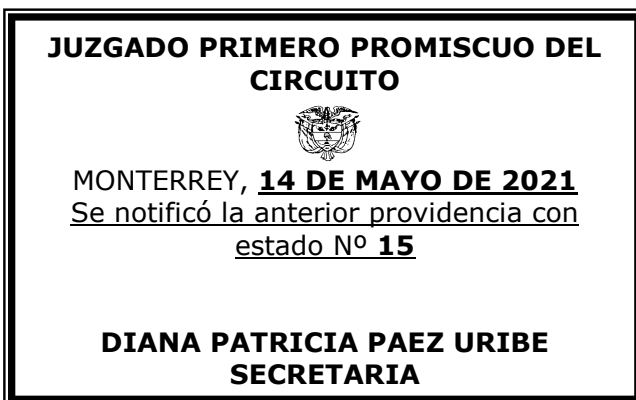 JUZGADO PRIMERO PROMISCUO DEL
CIRCUITO
MONTERREY, 14 DE MAYO DE 2021
Se notificó la anterior providencia con
estado Nº 15
DIANA PATRICIA PAEZ URIBE
SECRETARIA